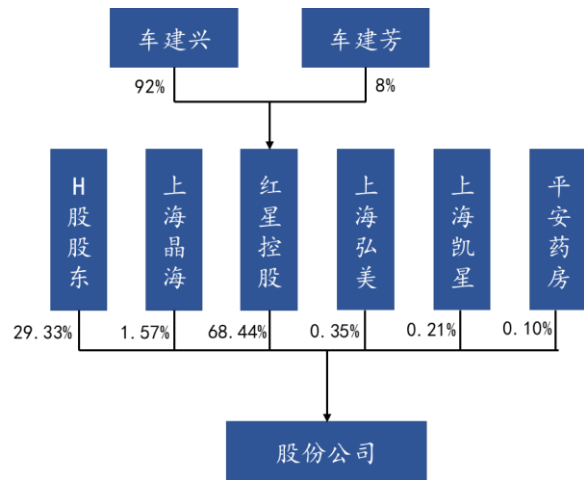 车建兴
车建芳
92%
8%
H股股东
上海晶海
红星控股
上海弘美
上海凯星
平安药房
29.33%
1.57%
68.44%
0.35%
0.21%
0.10%
股份公司